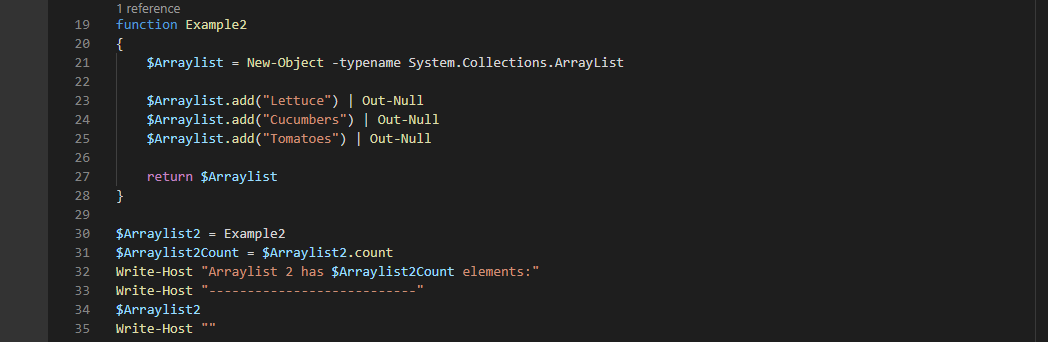 1 reference
19 function Example2
20 {
21     $Arraylist = New-Object -typename System.Collections.ArrayList
22
23     $Arraylist.add("Lettuce") | Out-Null
24     $Arraylist.add("Cucumbers") | Out-Null
25     $Arraylist.add("Tomatoes") | Out-Null
26
27     return $Arraylist
28 }
29
30 $Arraylist2 = Example2
31 $Arraylist2Count = $Arraylist2.count
32 Write-Host "Arraylist 2 has $Arraylist2Count elements:"
33 Write-Host "---------------------------"
34 $Arraylist2
35 Write-Host ""